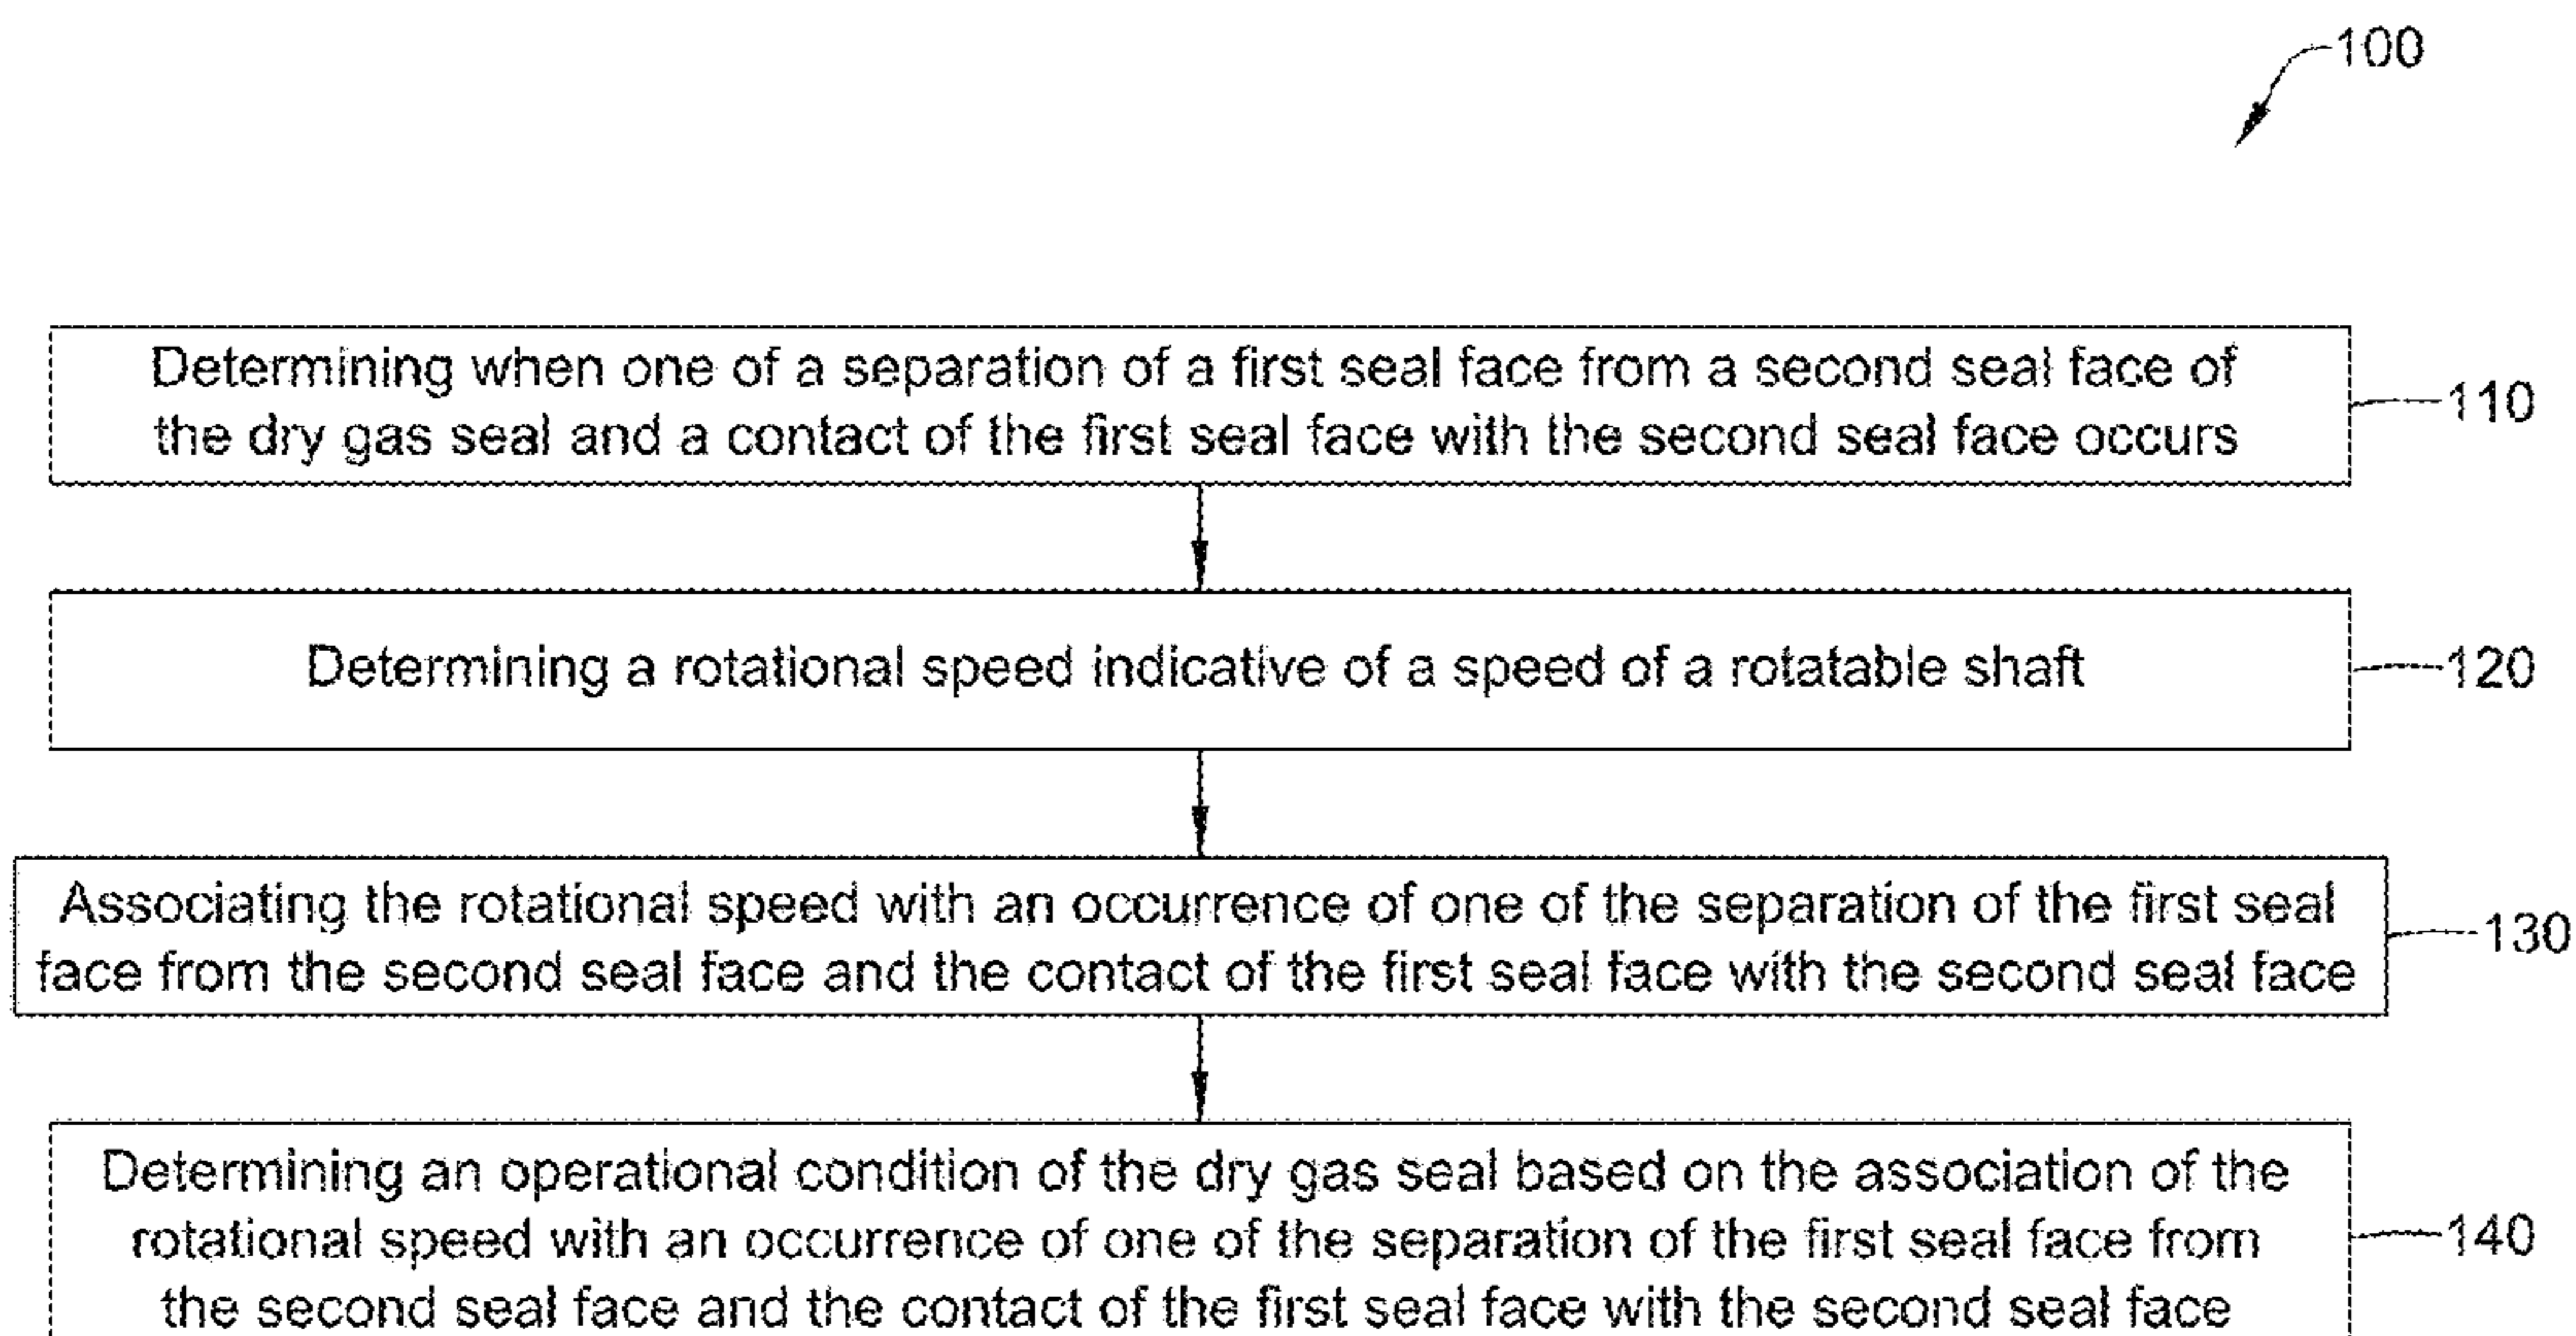 100
Determining when one of a separation of a first seal face from a second seal face of
the dry gas seal and a contact of the first seal face with the second seal face occurs
110
Determining a rotational speed indicative of a speed of a rotatable shaft
120
Associating the rotational speed with an occurrence of one of the separation of the first seal
face from the second seal face and the contact of the first seal face with the second seal face
130
Determining an operational condition of the dry gas seal based on the association of the
rotational speed with an occurrence of one of the separation of the first seal face from
the second seal face and the contact of the first seal face with the second seal face
140